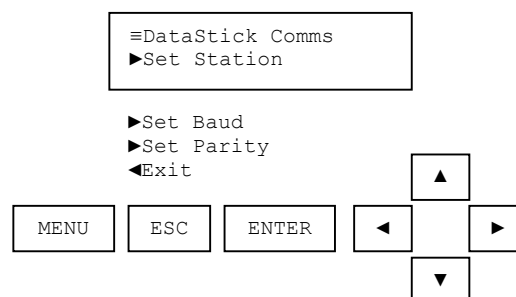 ≡DataStick Comms
►Set Station
►Set Baud
►Set Parity
◄Exit
▲
MENU ESC ENTER ◄ ►
▼